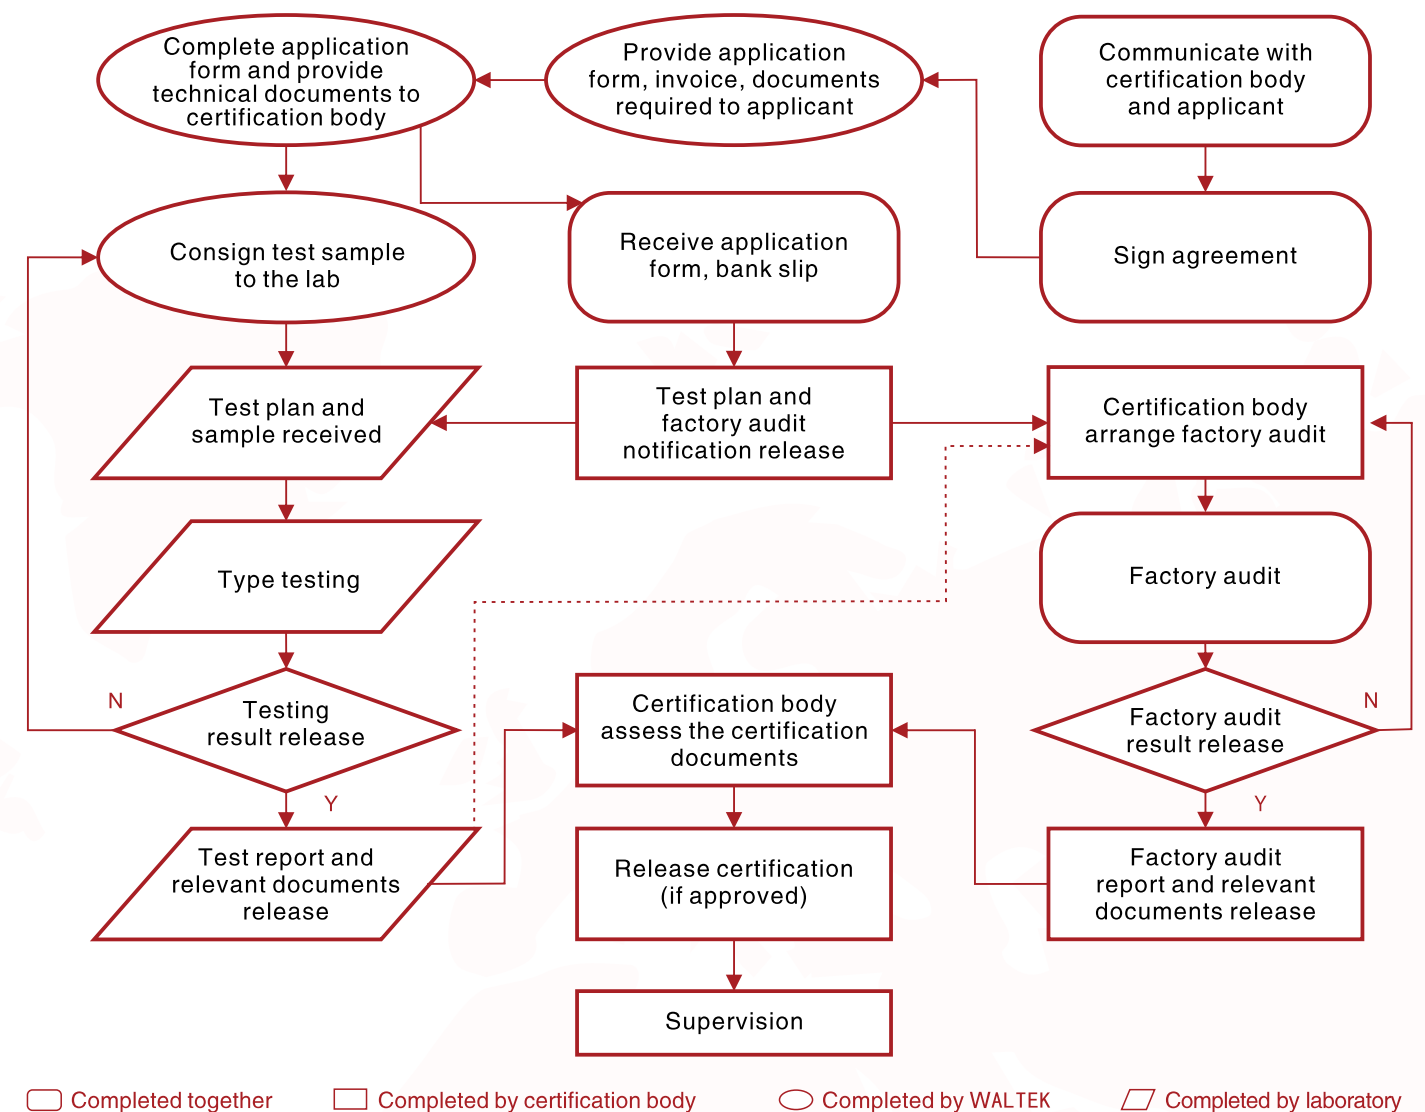 Complete application
form and provide
technical documents to
certification body
Provide application
form, invoice, documents
required to applicant
Communicate with
certification body
and applicant
Consign test sample
to the lab
Receive application
form, bank slip
Sign agreement
Test plan and
sample received
Test plan and
factory audit
notification release
Certification body
arrange factory audit
Type testing
Factory audit
N
Testing
result release
Y
Certification body
assess the certification
documents
Factory audit
result release
N
Y
Test report and
relevant documents
release
Release certification
(if approved)
Factory audit
report and relevant
documents release
Supervision
Completed together
Completed by certification body
Completed by WALTEK
Completed by laboratory